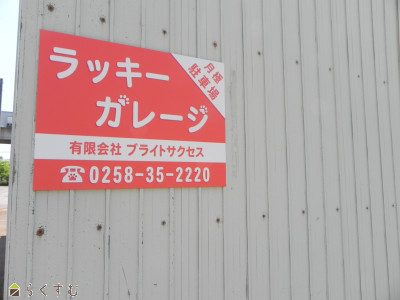 ラッキー
ガレージ
月極
駐車場
有限会社 ブライトサクセス
☎0258-35-2220
らくすむ